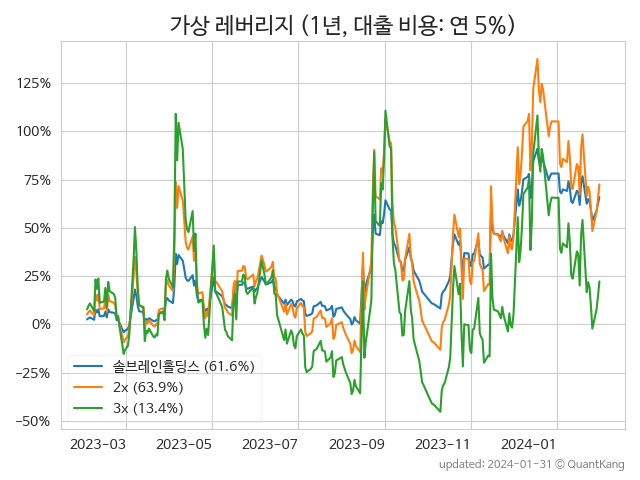 가상 레버리지 (1년, 대출 비용: 연 5%)
125%
100%
75%
50%
25%
0%
−25%
−50%
솔브레인홀딩스 (61.6%)
2x (63.9%)
3x (13.4%)
2023-03 2023-05 2023-07 2023-09 2023-11 2024-01
updated: 2024-01-31 © QuantKang